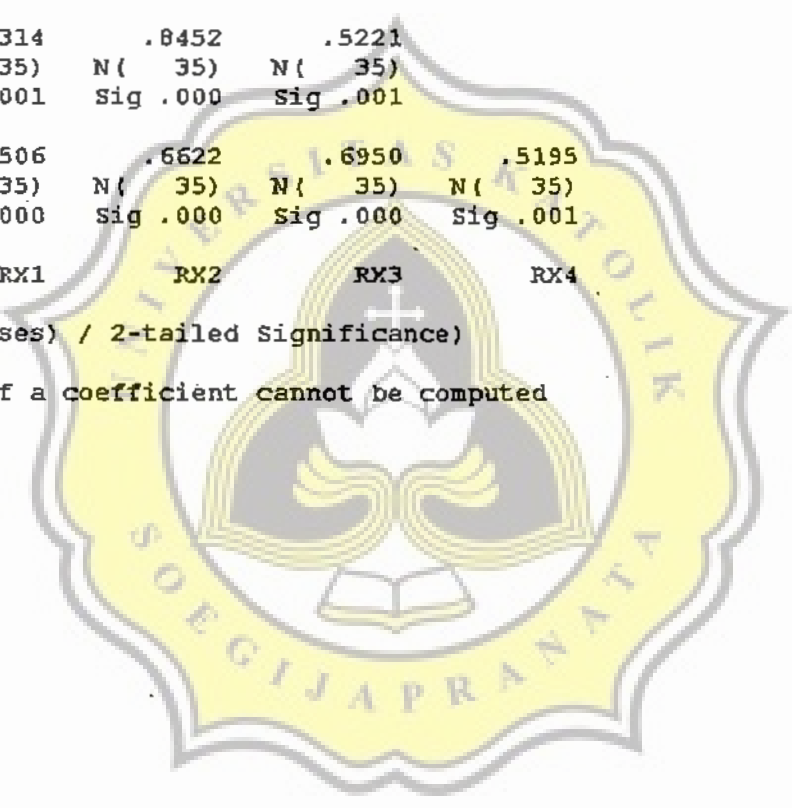 314 .8452 .5221
35) N( 35) N( 35)
001 Sig .000 Sig .001
506 .6622 .6950 .5195
35) N( 35) N( 35) N( 35)
000 Sig .000 Sig .000 Sig .001
RX1 RX2 RX3 RX4
ses) / 2-tailed Significance)
f a coefficient cannot be computed
UNIVERSITAS KATOLIK
SOEGIJAPRANATA